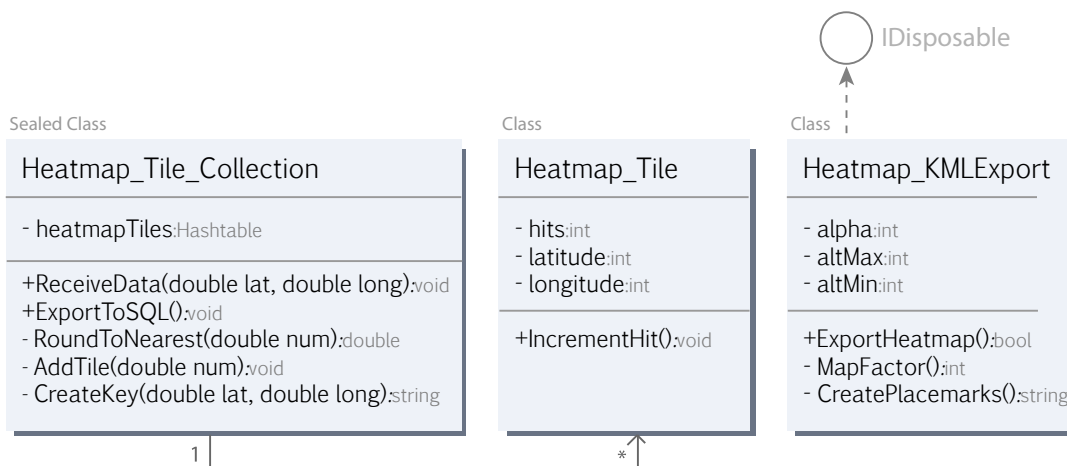 IDisposable
Sealed Class
Heatmap_Tile_Collection
- heatmapTiles:Hashtable
+ReceiveData(double lat, double long):void
+ExportToSQL():void
- RoundToNearest(double num):double
- AddTile(double num):void
- CreateKey(double lat, double long):string
1
Class
Heatmap_Tile
- hits:int
- latitude:int
- longitude:int
+IncrementHit():void
*
Class
Heatmap_KMLExport
- alpha:int
- altMax:int
- altMin:int
+ExportHeatmap():bool
- MapFactor():int
- CreatePlacemarks():string